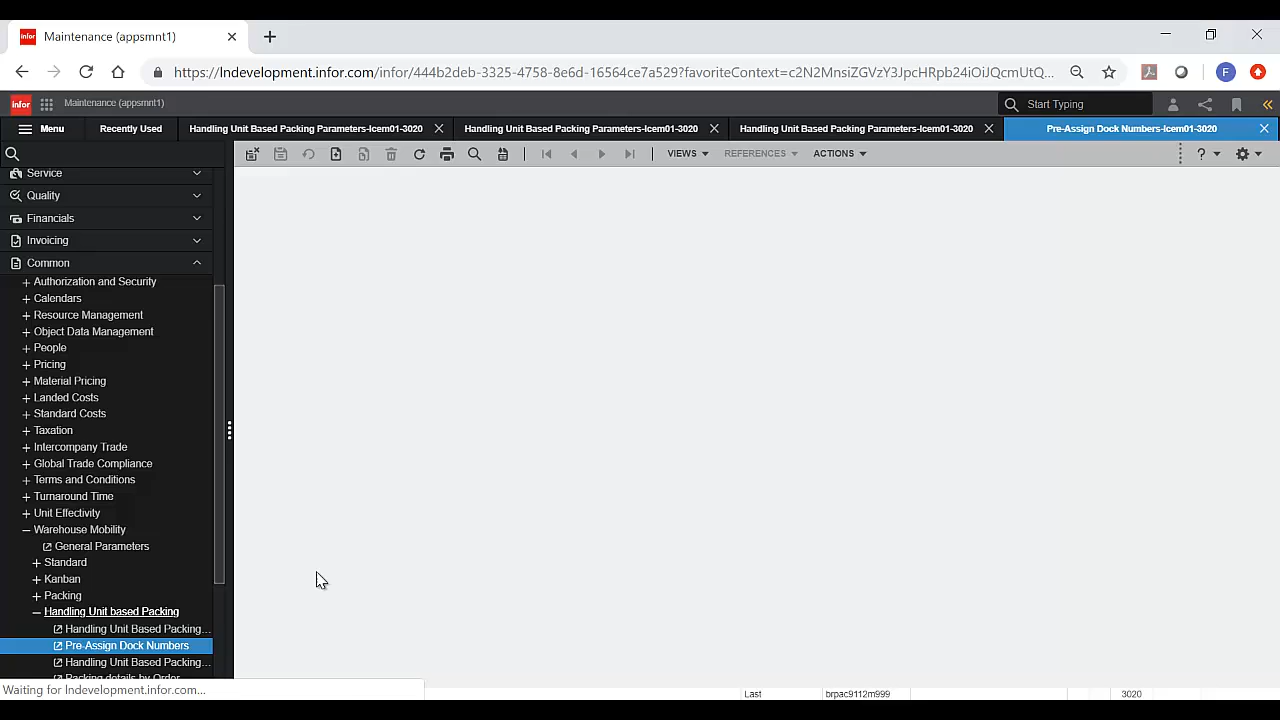 infor Maintenance (appsmnt1)
https://lndevelopment.infor.com/infor/444b21eb-3325-4758-8e6d-16564ce7a529?favoriteContext=c2N2MnsiZGVzY3JpcHRpb24iOiJQcmUtQ... F
infor Maintenance (appsmnt1) Start Typing
Menu Recently Used Handling Unit Based Packing Parameters-lcem01-3020 Handling Unit Based Packing Parameters-lcem01-3020 Handling Unit Based Packing Parameters-lcem01-3020 Pre-Assign Dock Numbers-lcem01-3020
VIEWS REFERENCES ACTIONS ?
Service
Quality
Financials
Invoicing
Common
Authorization and Security
Calendars
Resource Management
Object Data Management
People
Pricing
Material Pricing
Landed Costs
Standard Costs
Taxation
Intercompany Trade
Global Trade Compliance
Terms and Conditions
Turnaround Time
Unit Effectivity
Warehouse Mobility
General Parameters
Standard
Kanban
Packing
Handling Unit based Packing
Handling Unit Based Packing...
Pre-Assign Dock Numbers
Handling Unit Based Packing...
Packing details by Order
Waiting for lndevelopment.infor.com...
Last brpac9112m999 3020